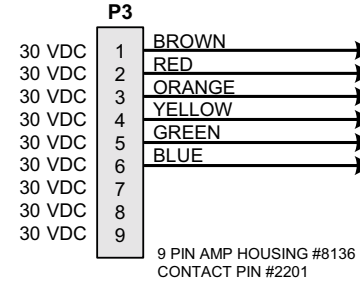 P3
30 VDC 1 BROWN
30 VDC 2 RED
30 VDC 3 ORANGE
30 VDC 4 YELLOW
30 VDC 5 GREEN
30 VDC 6 BLUE
30 VDC 7
30 VDC 8
30 VDC 9
9 PIN AMP HOUSING #8136
CONTACT PIN #2201